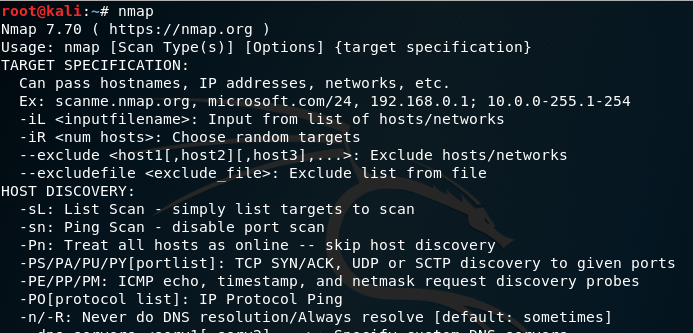 root@kali:~# nmap
Nmap 7.70 ( https://nmap.org )
Usage: nmap [Scan Type(s)] [Options] {target specification}
TARGET SPECIFICATION:
  Can pass hostnames, IP addresses, networks, etc.
  Ex: scanme.nmap.org, microsoft.com/24, 192.168.0.1; 10.0.0-255.1-254
  -iL <inputfilename>: Input from list of hosts/networks
  -iR <num hosts>: Choose random targets
  --exclude <host1[,host2][,host3],...>: Exclude hosts/networks
  --excludefile <exclude_file>: Exclude list from file
HOST DISCOVERY:
  -sL: List Scan - simply list targets to scan
  -sn: Ping Scan - disable port scan
  -Pn: Treat all hosts as online -- skip host discovery
  -PS/PA/PU/PY[portlist]: TCP SYN/ACK, UDP or SCTP discovery to given ports
  -PE/PP/PM: ICMP echo, timestamp, and netmask request discovery probes
  -PO[protocol list]: IP Protocol Ping
  -n/-R: Never do DNS resolution/Always resolve [default: sometimes]